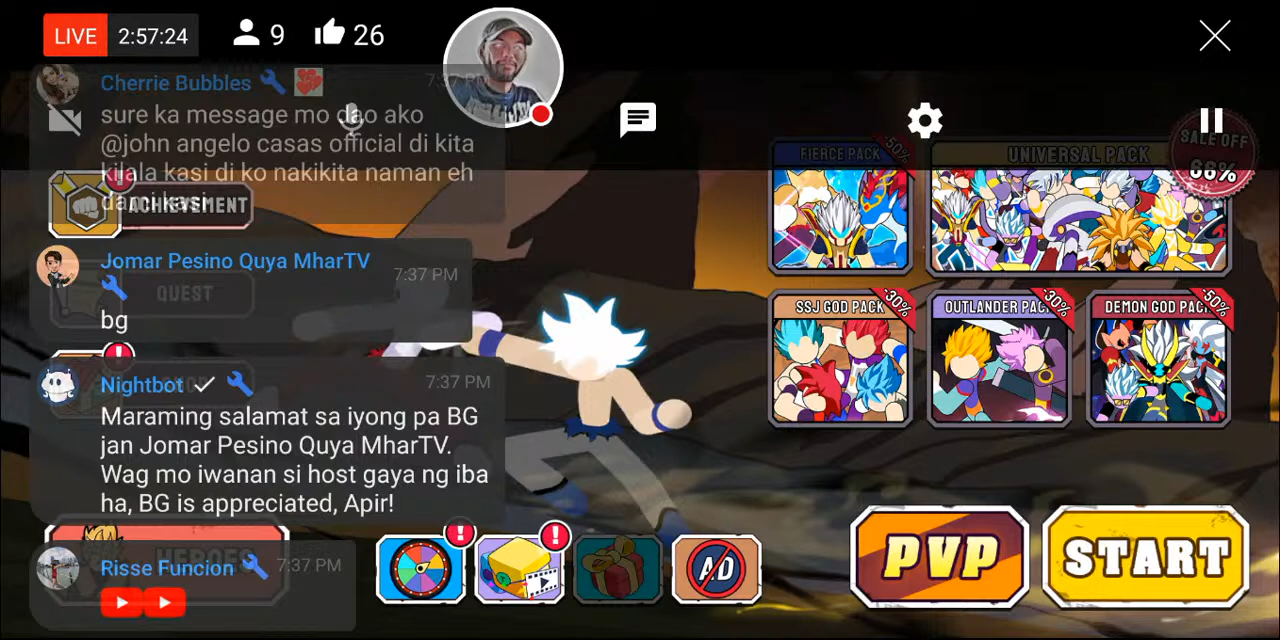 LIVE 2:57:24 9 26
Cherrie Bubbles 7:37 PM
sure ka message mo dao ako
@john angelo casas official di kita
kilala kasi di ko nakikita naman eh
ACHIEVEMENT
Jomar Pesino Quya MharTV 7:37 PM
QUEST
bg
Nightbot 7:37 PM
Maraming salamat sa iyong pa BG
jan Jomar Pesino Quya MharTV.
Wag mo iwanan si host gaya ng iba
ha, BG is appreciated, Apir!
HEROES
Risse Funcion 7:37 PM
FIERCE PACK -50%
UNIVERSAL PACK
SALE OFF
66%
SSJ GOD PACK -30%
OUTLANDER PACK -30%
DEMON GOD PACK -50%
AD
PVP
START